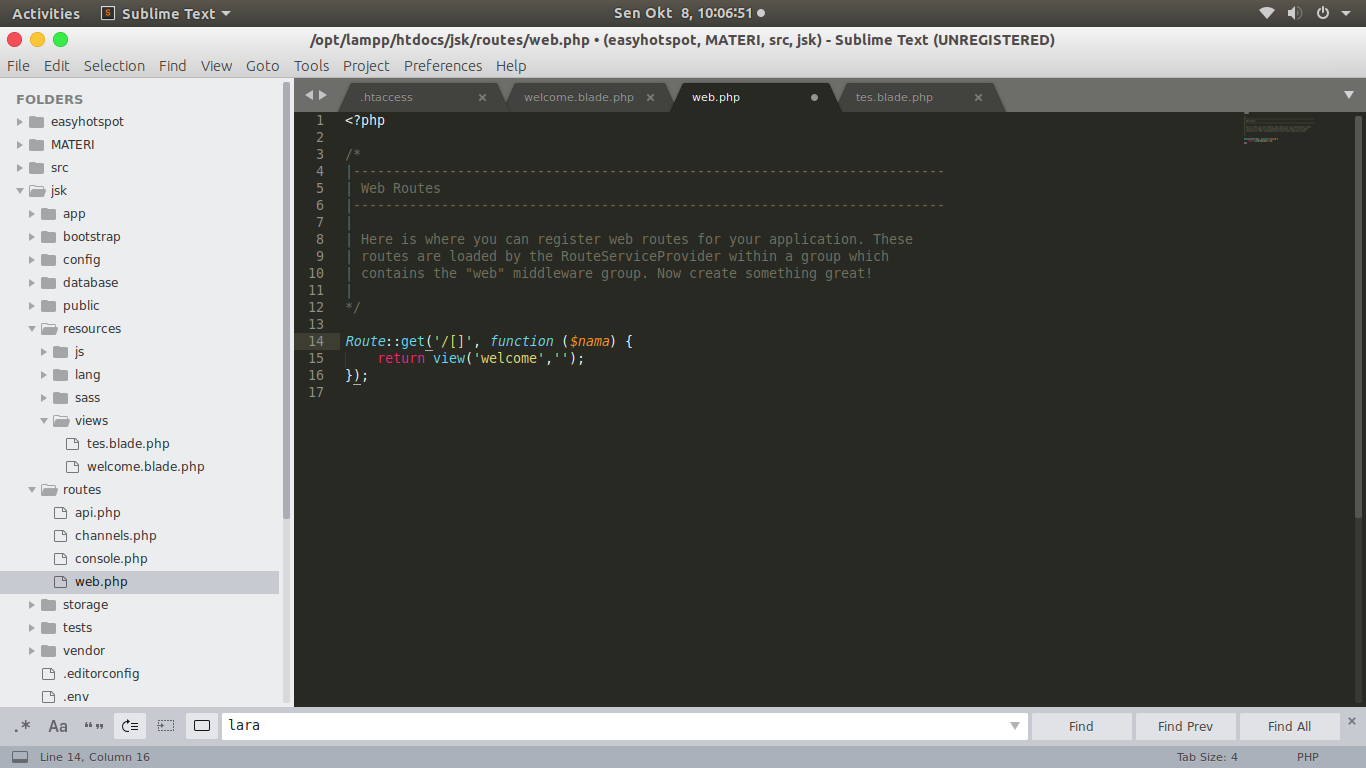 Activities Sublime Text Sen Okt 8, 10:06:51
/opt/lampp/htdocs/jsk/routes/web.php • (easyhotspot, MATERI, src, jsk) - Sublime Text (UNREGISTERED)
File Edit Selection Find View Goto Tools Project Preferences Help
FOLDERS
easyhotspot
MATERI
src
jsk
app
bootstrap
config
database
public
resources
js
lang
sass
views
tes.blade.php
welcome.blade.php
routes
api.php
channels.php
console.php
web.php
storage
tests
vendor
.editorconfig
.env
.htaccess welcome.blade.php web.php tes.blade.php
1 <?php
2
3 /*
4 |--------------------------------------------------------------------------
5 | Web Routes
6 |--------------------------------------------------------------------------
7 |
8 | Here is where you can register web routes for your application. These
9 | routes are loaded by the RouteServiceProvider within a group which
10 | contains the "web" middleware group. Now create something great!
11 |
12 */
13
14 Route::get('/[]', function ($nama) {
15     return view('welcome','');
16 });
17
.* Aa “” lara Find Find Prev Find All
Line 14, Column 16 Tab Size: 4 PHP